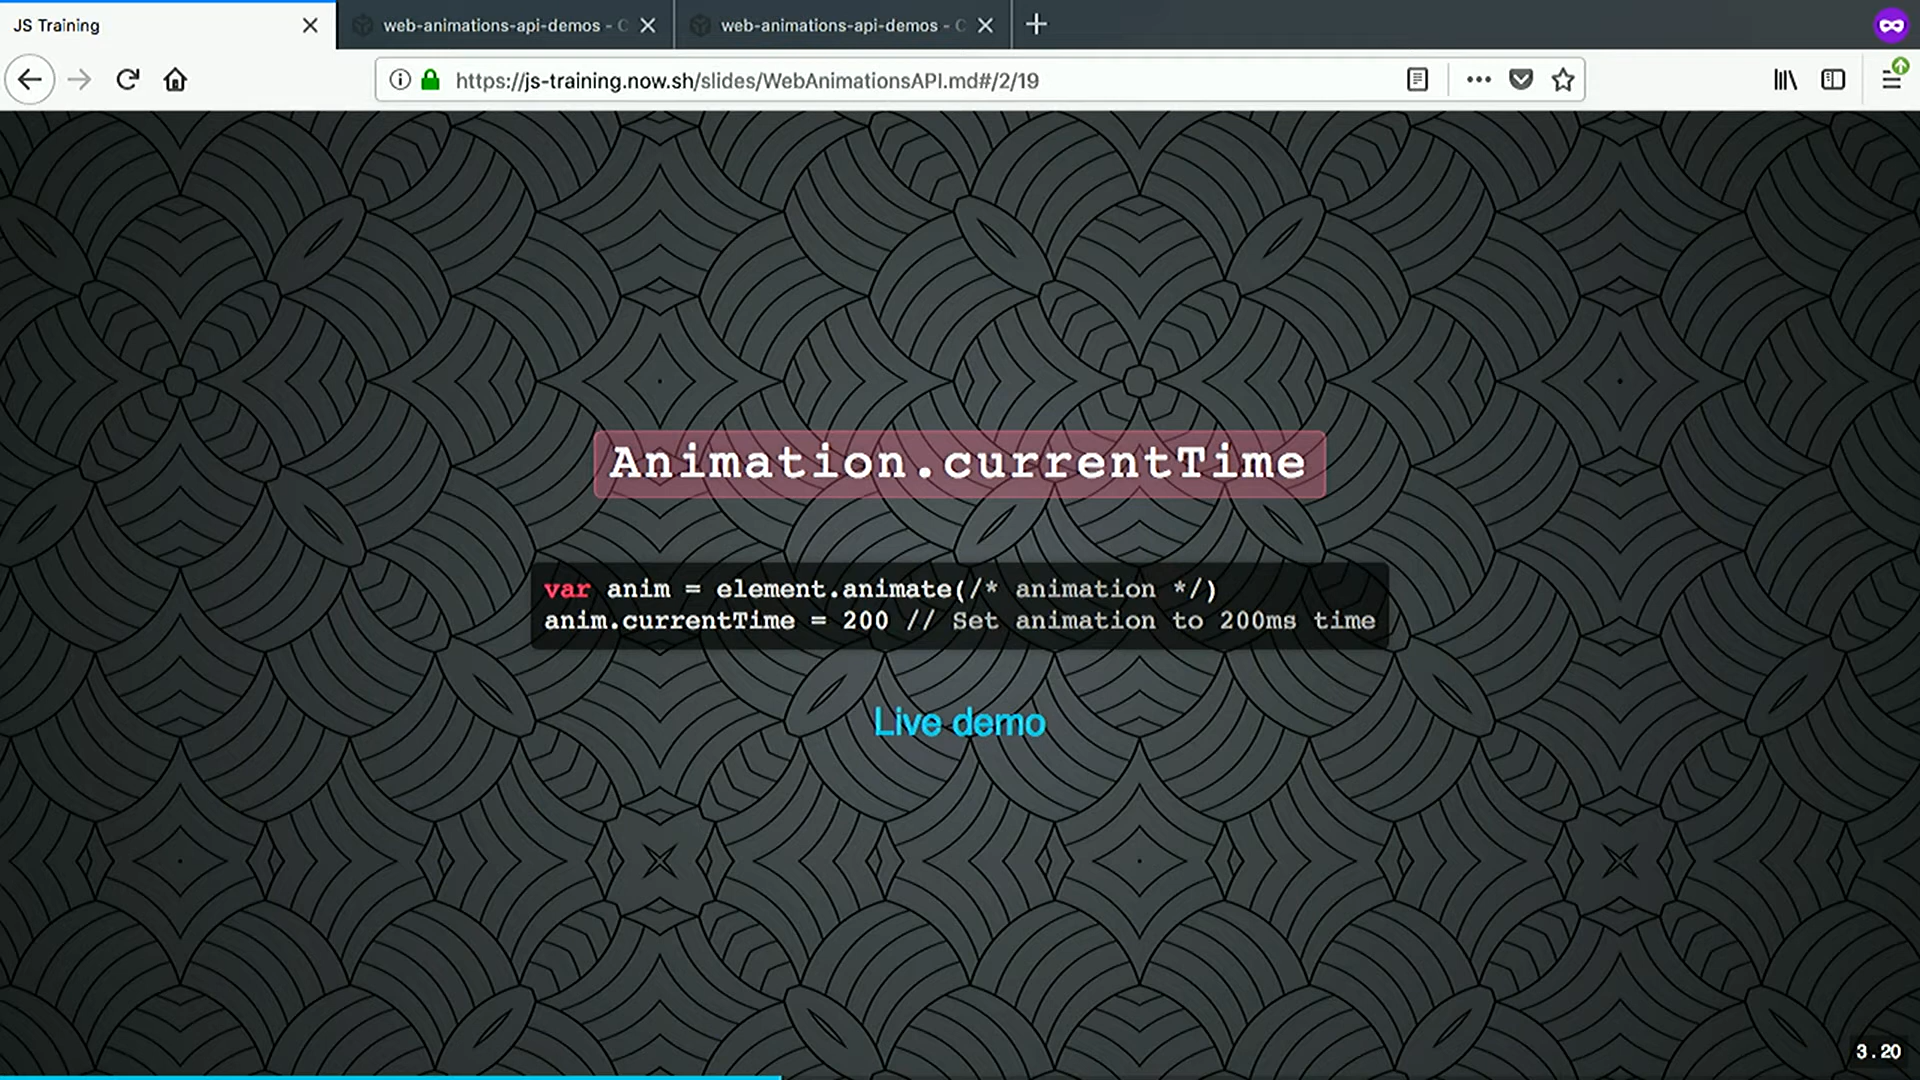 JS Training
web-animations-api-demos - C
web-animations-api-demos - C
https://js-training.now.sh/slides/WebAnimationsAPI.md#/2/19
Animation.currentTime
var anim = element.animate(/* animation */)
anim.currentTime = 200 // Set animation to 200ms time
Live demo
3.20